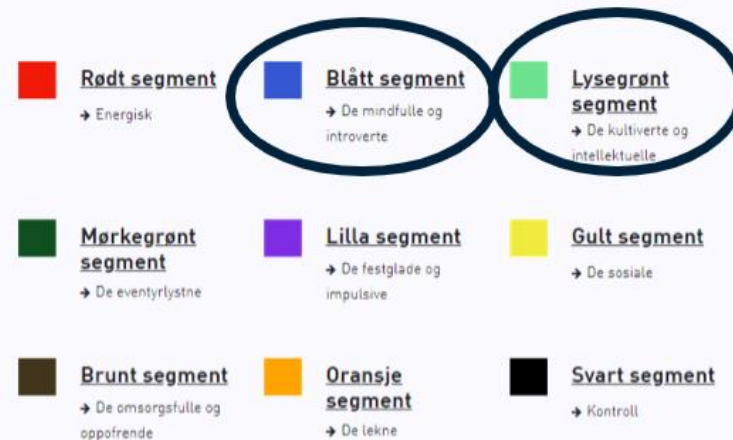 Rødt segment
→ Energisk
Blått segment
→ De mindfulle og
introverte
Lysegrønt
segment
→ De kultiverte og
intellektuelle
Mørkegrønt
segment
→ De eventyrlystne
Lilla segment
→ De festglade og
impulsive
Gult segment
→ De sosiale
Brunt segment
→ De omsorgsfulle og
oppofrende
Oransje
segment
→ De lekne
Svart segment
→ Kontroll